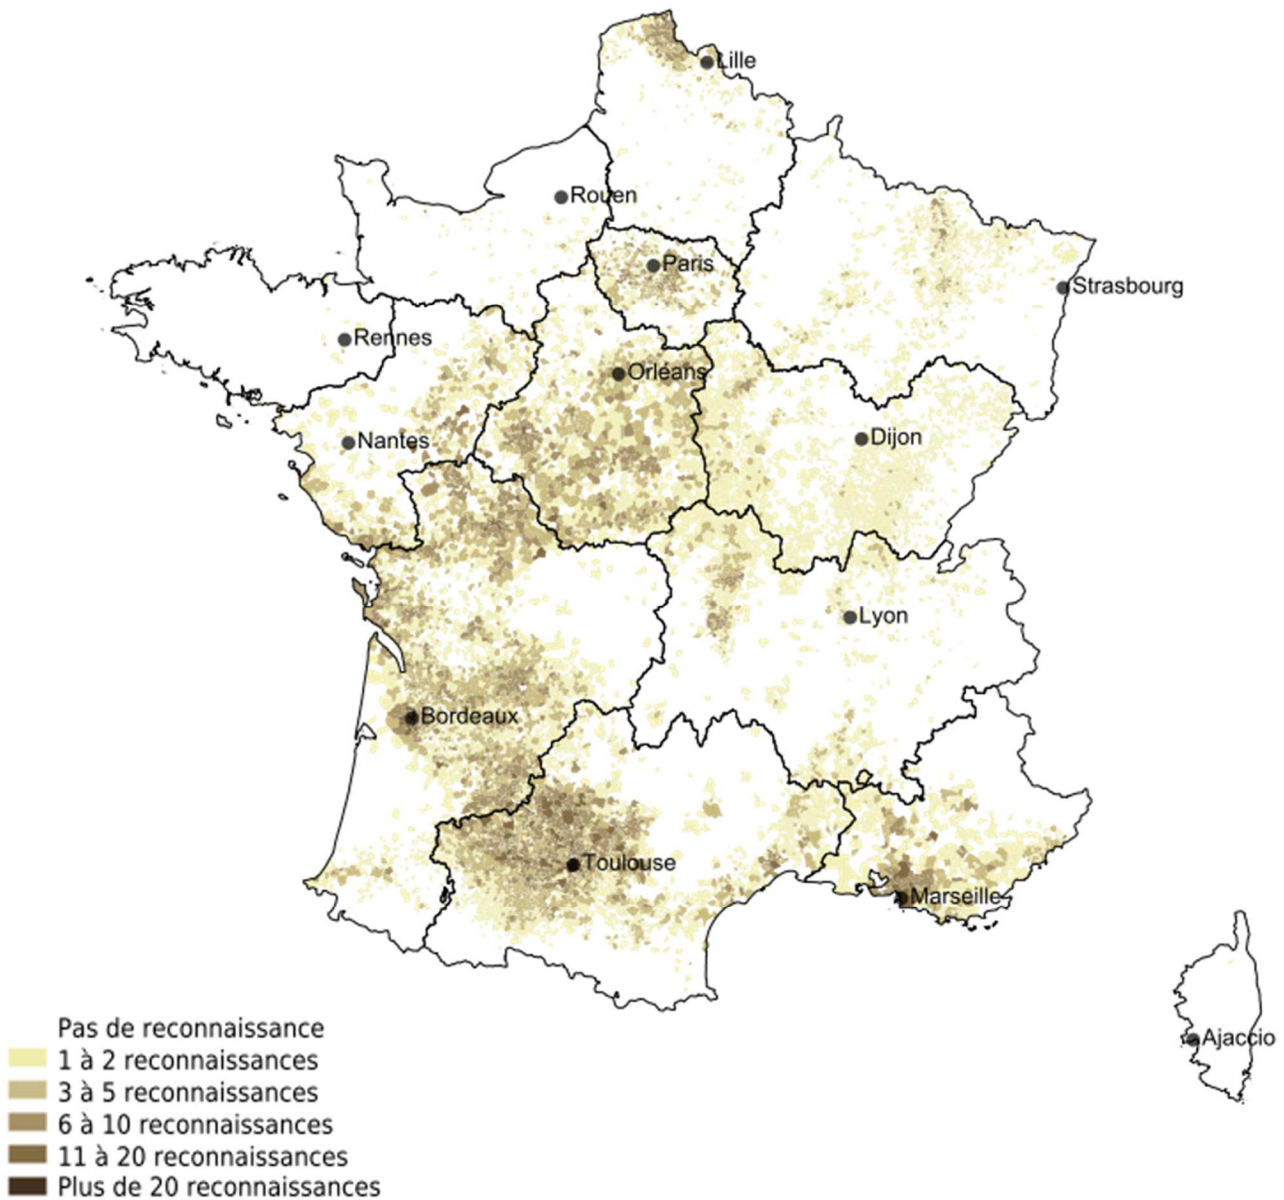 Lille
Rouen
Paris
Strasbourg
Rennes
Orléans
Dijon
Nantes
Lyon
Bordeaux
Toulouse
Marseille
Ajaccio
Pas de reconnaissance
1 à 2 reconnaissances
3 à 5 reconnaissances
6 à 10 reconnaissances
11 à 20 reconnaissances
Plus de 20 reconnaissances